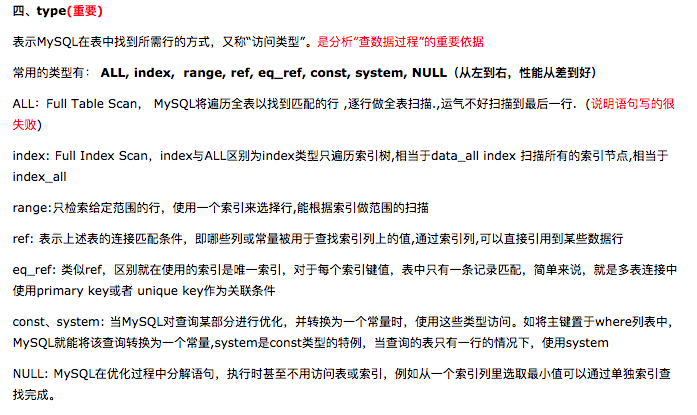 四、type(重要)
表示MySQL在表中找到所需行的方式，又称“访问类型”。是分析”查数据过程”的重要依据
常用的类型有： ALL, index, range, ref, eq_ref, const, system, NULL（从左到右，性能从差到好）
ALL：Full Table Scan， MySQL将遍历全表以找到匹配的行 ,逐行做全表扫描.,运气不好扫描到最后一行.（说明语句写的很
失败)
index: Full Index Scan，index与ALL区别为index类型只遍历索引树,相当于data_all index 扫描所有的索引节点,相当于
index_all
range:只检索给定范围的行，使用一个索引来选择行,能根据索引做范围的扫描
ref: 表示上述表的连接匹配条件，即哪些列或常量被用于查找索引列上的值,通过索引列,可以直接引用到某些数据行
eq_ref: 类似ref，区别就在使用的索引是唯一索引，对于每个索引键值，表中只有一条记录匹配，简单来说，就是多表连接中
使用primary key或者 unique key作为关联条件
const、system: 当MySQL对查询某部分进行优化，并转换为一个常量时，使用这些类型访问。如将主键置于where列表中，
MySQL就能将该查询转换为一个常量,system是const类型的特例，当查询的表只有一行的情况下，使用system
NULL: MySQL在优化过程中分解语句，执行时甚至不用访问表或索引，例如从一个索引列里选取最小值可以通过单独索引查
找完成。